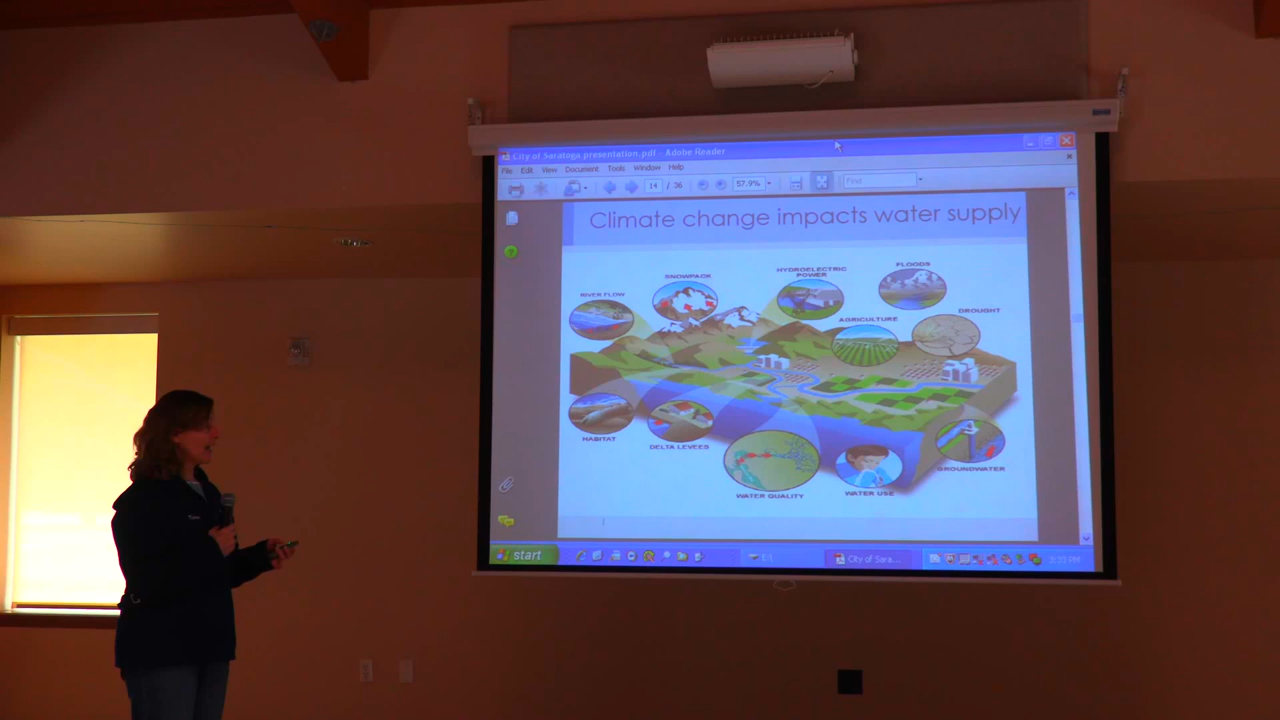 City of Saratoga presentation.pdf - Adobe Reader
File Edit View Document Tools Window Help
14 / 36 57.9% Find
Climate change impacts water supply
FLOODS
HYDROELECTRIC
POWER
SNOWPACK
RIVER FLOW
DROUGHT
AGRICULTURE
HABITAT
DELTA LEVEES
GROUNDWATER
WATER QUALITY
WATER USE
start
City of Sara...